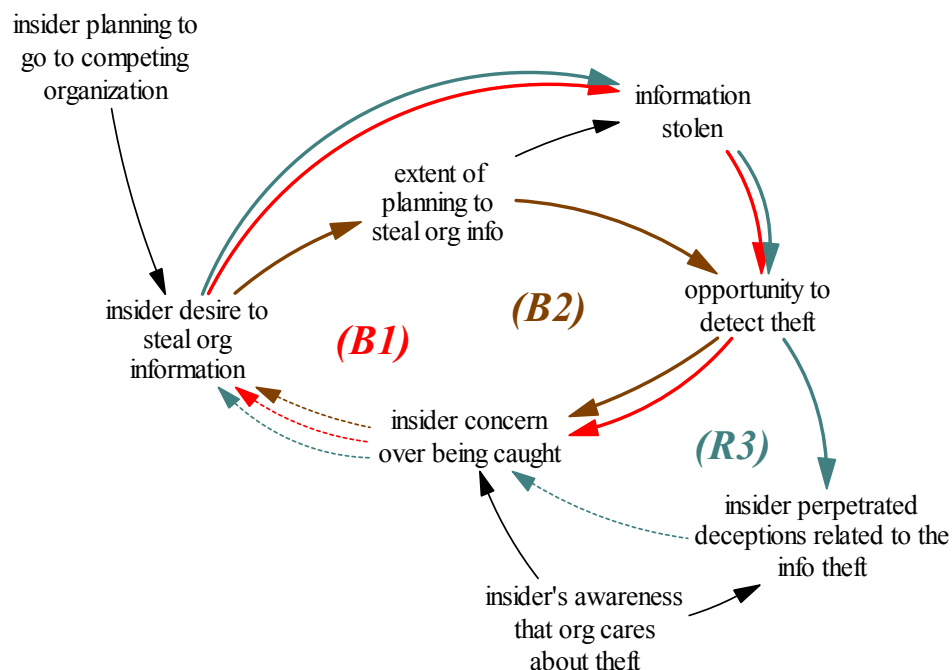 insider planning to
go to competing
organization
information
stolen
extent of
planning to
steal org info
opportunity to
detect theft
insider desire to
steal org
information
(B1)
(B2)
insider concern
over being caught
(R3)
insider perpetrated
deceptions related to the
info theft
insider's awareness
that org cares
about theft